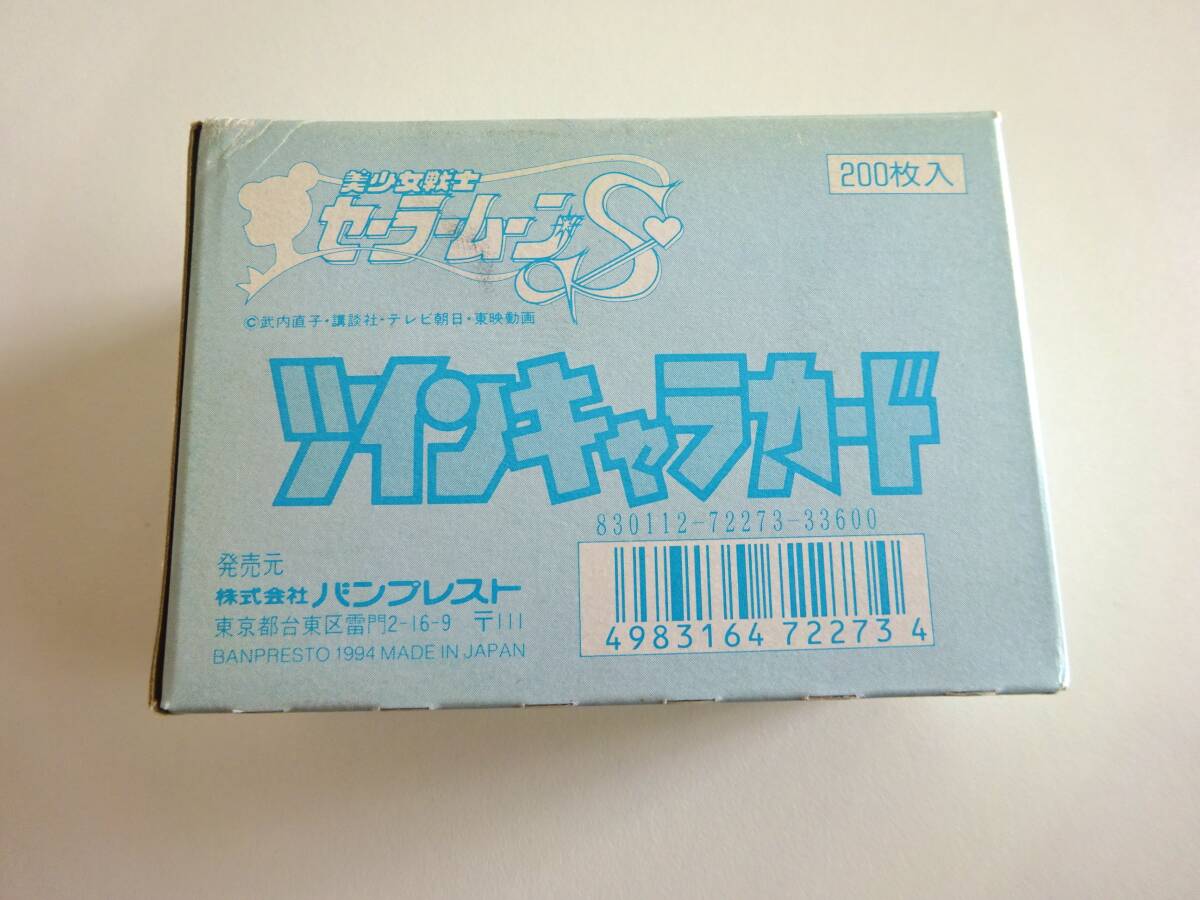 美少女戦士
セーラームーンS
200枚入
©武内直子・講談社・テレビ朝日・東映動画
ツインキャラカード
830112-72273-33600
発売元
株式会社 バンプレスト
東京都台東区雷門2-16-9 〒111
BANPRESTO 1994 MADE IN JAPAN
4983164 722734